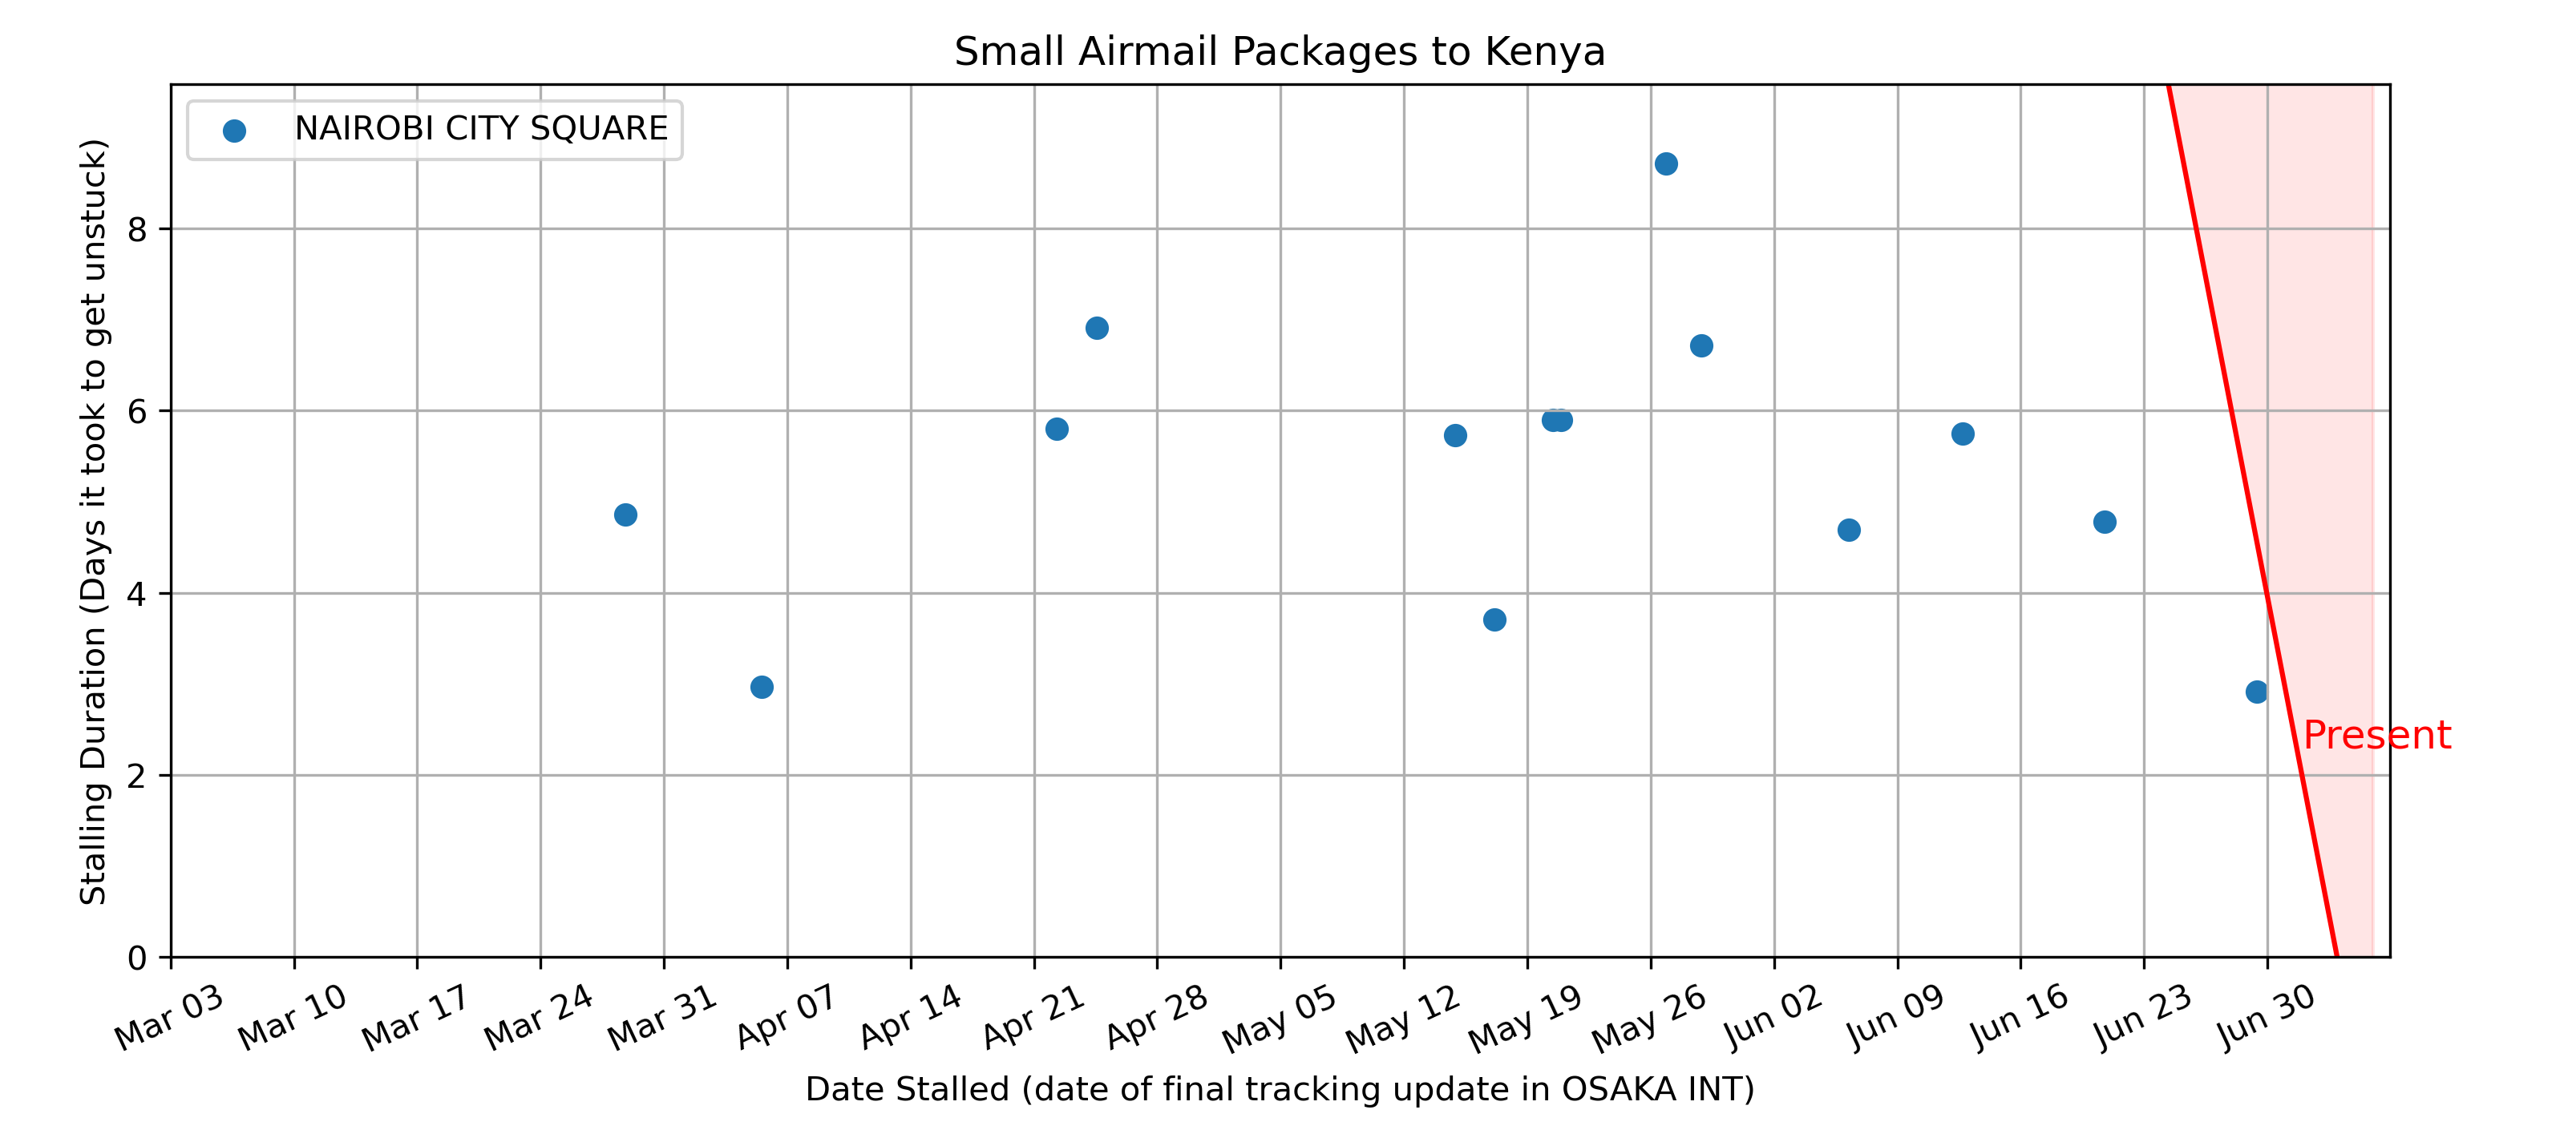 Small Airmail Packages to Kenya
NAIROBI CITY SQUARE
Stalling Duration (Days it took to get unstuck)
8
6
4
2
0
Present
Mar 03 Mar 10 Mar 17 Mar 24 Mar 31 Apr 07 Apr 14 Apr 21 Apr 28 May 05 May 12 May 19 May 26 Jun 02 Jun 09 Jun 16 Jun 23 Jun 30
Date Stalled (date of final tracking update in OSAKA INT)